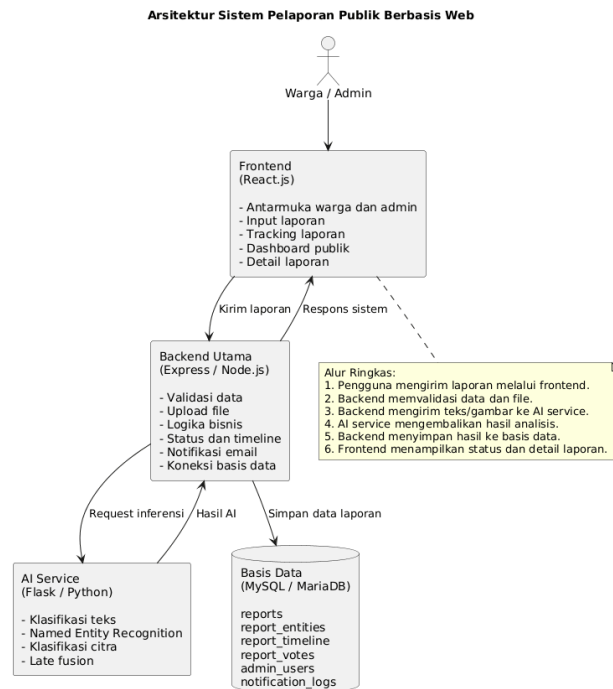 Arsitektur Sistem Pelaporan Publik Berbasis Web
Warga / Admin
Frontend
(React.js)
- Antarmuka warga dan admin
- Input laporan
- Tracking laporan
- Dashboard publik
- Detail laporan
Kirim laporan
Respons sistem
Backend Utama
(Express / Node.js)
- Validasi data
- Upload file
- Logika bisnis
- Status dan timeline
- Notifikasi email
- Koneksi basis data
Alur Ringkas:
1. Pengguna mengirim laporan melalui frontend.
2. Backend memvalidasi data dan file.
3. Backend mengirim teks/gambar ke AI service.
4. AI service mengembalikan hasil analisis.
5. Backend menyimpan hasil ke basis data.
6. Frontend menampilkan status dan detail laporan.
Request inferensi
Hasil AI
Simpan data laporan
AI Service
(Flask / Python)
- Klasifikasi teks
- Named Entity Recognition
- Klasifikasi citra
- Late fusion
Basis Data
(MySQL / MariaDB)
reports
report_entities
report_timeline
report_votes
admin_users
notification_logs